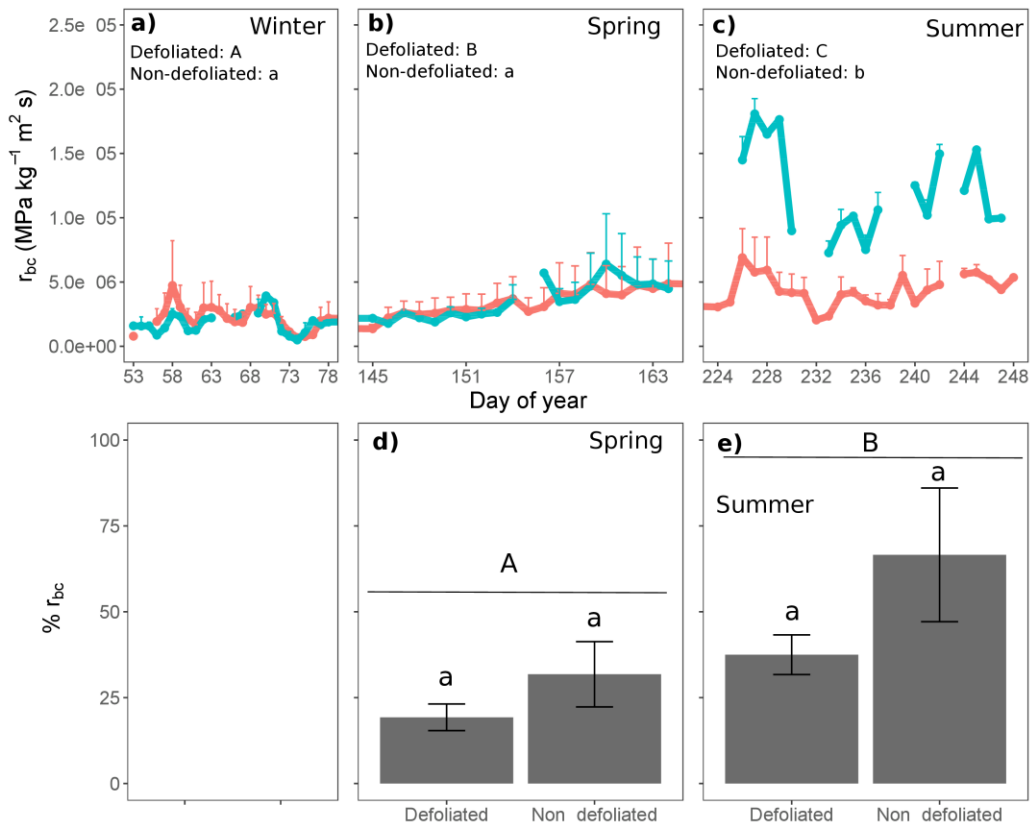 a) Winter
Defoliated: A
Non-defoliated: a
b) Spring
Defoliated: B
Non-defoliated: a
c) Summer
Defoliated: C
Non-defoliated: b
2.5e 05
2.0e 05
1.5e 05
1.0e 05
5.0e 06
0.0e+00
r_bc (MPa kg⁻¹ m² s)
53 58 63 68 73 78
145 151 157 163
224 228 232 236 240 244 248
Day of year
d) Spring
e) B
a
Summer
A
a
a
a
100
75
50
25
0
% r_bc
Defoliated Non defoliated
Defoliated Non defoliated